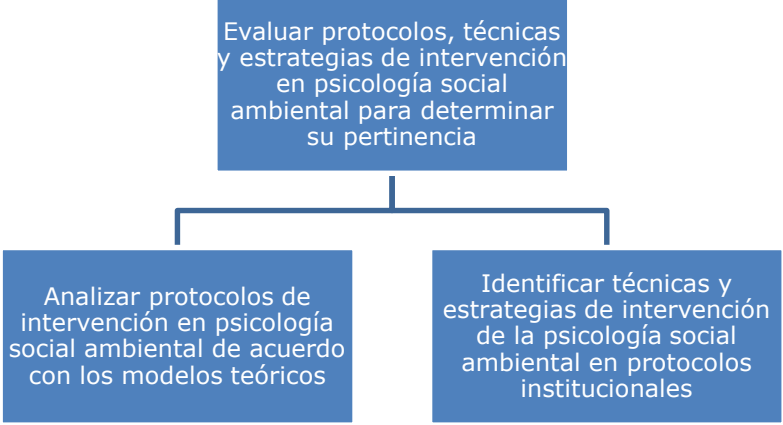 Evaluar protocolos, técnicas
y estrategias de intervención
en psicología social
ambiental para determinar
su pertinencia
Analizar protocolos de
intervención en psicología
social ambiental de acuerdo
con los modelos teóricos
Identificar técnicas y
estrategias de intervención
de la psicología social
ambiental en protocolos
institucionales